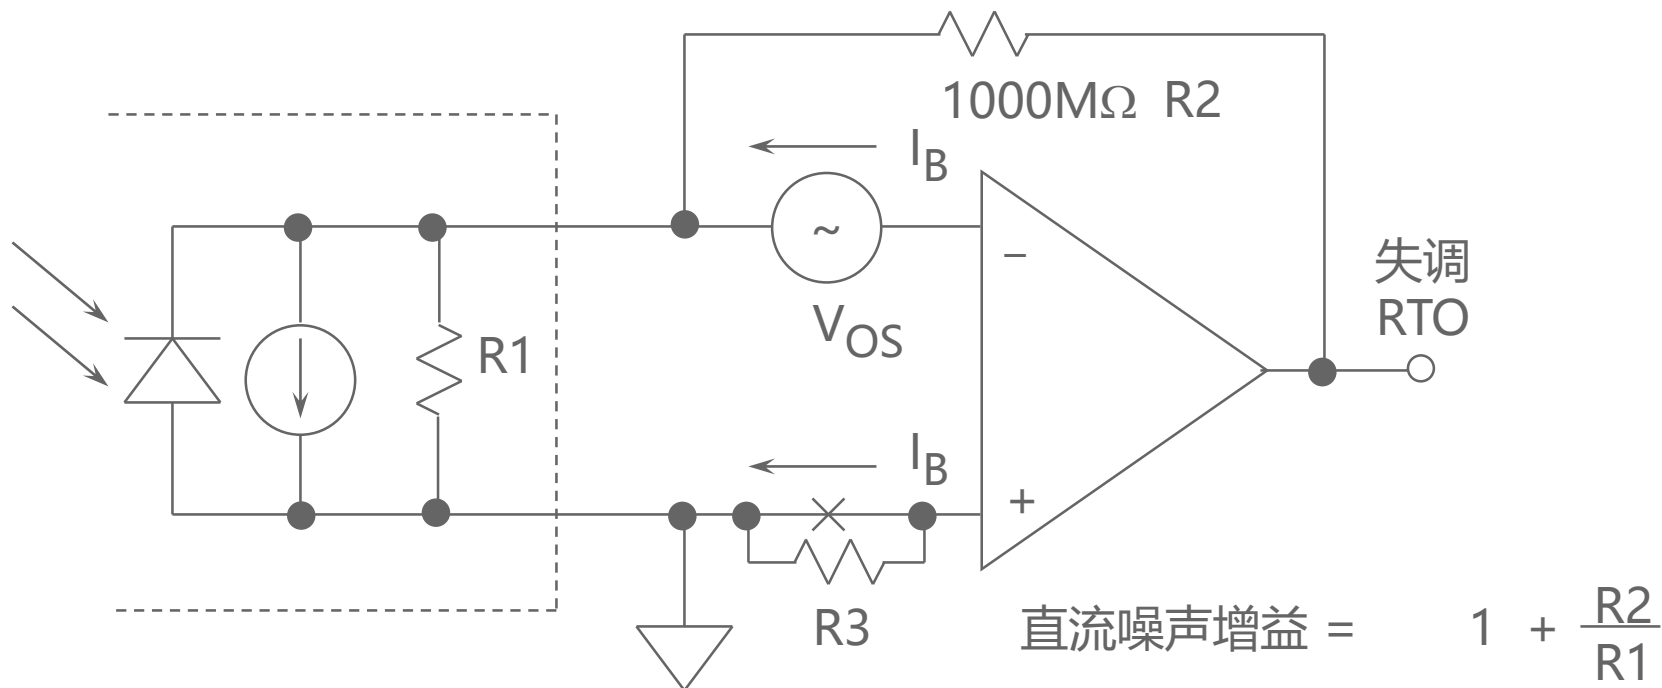 1000MΩ R2
I_B
~
−
V_OS
失调
RTO
R1
I_B
+
R3
直流噪声增益 = 1 + R2/R1